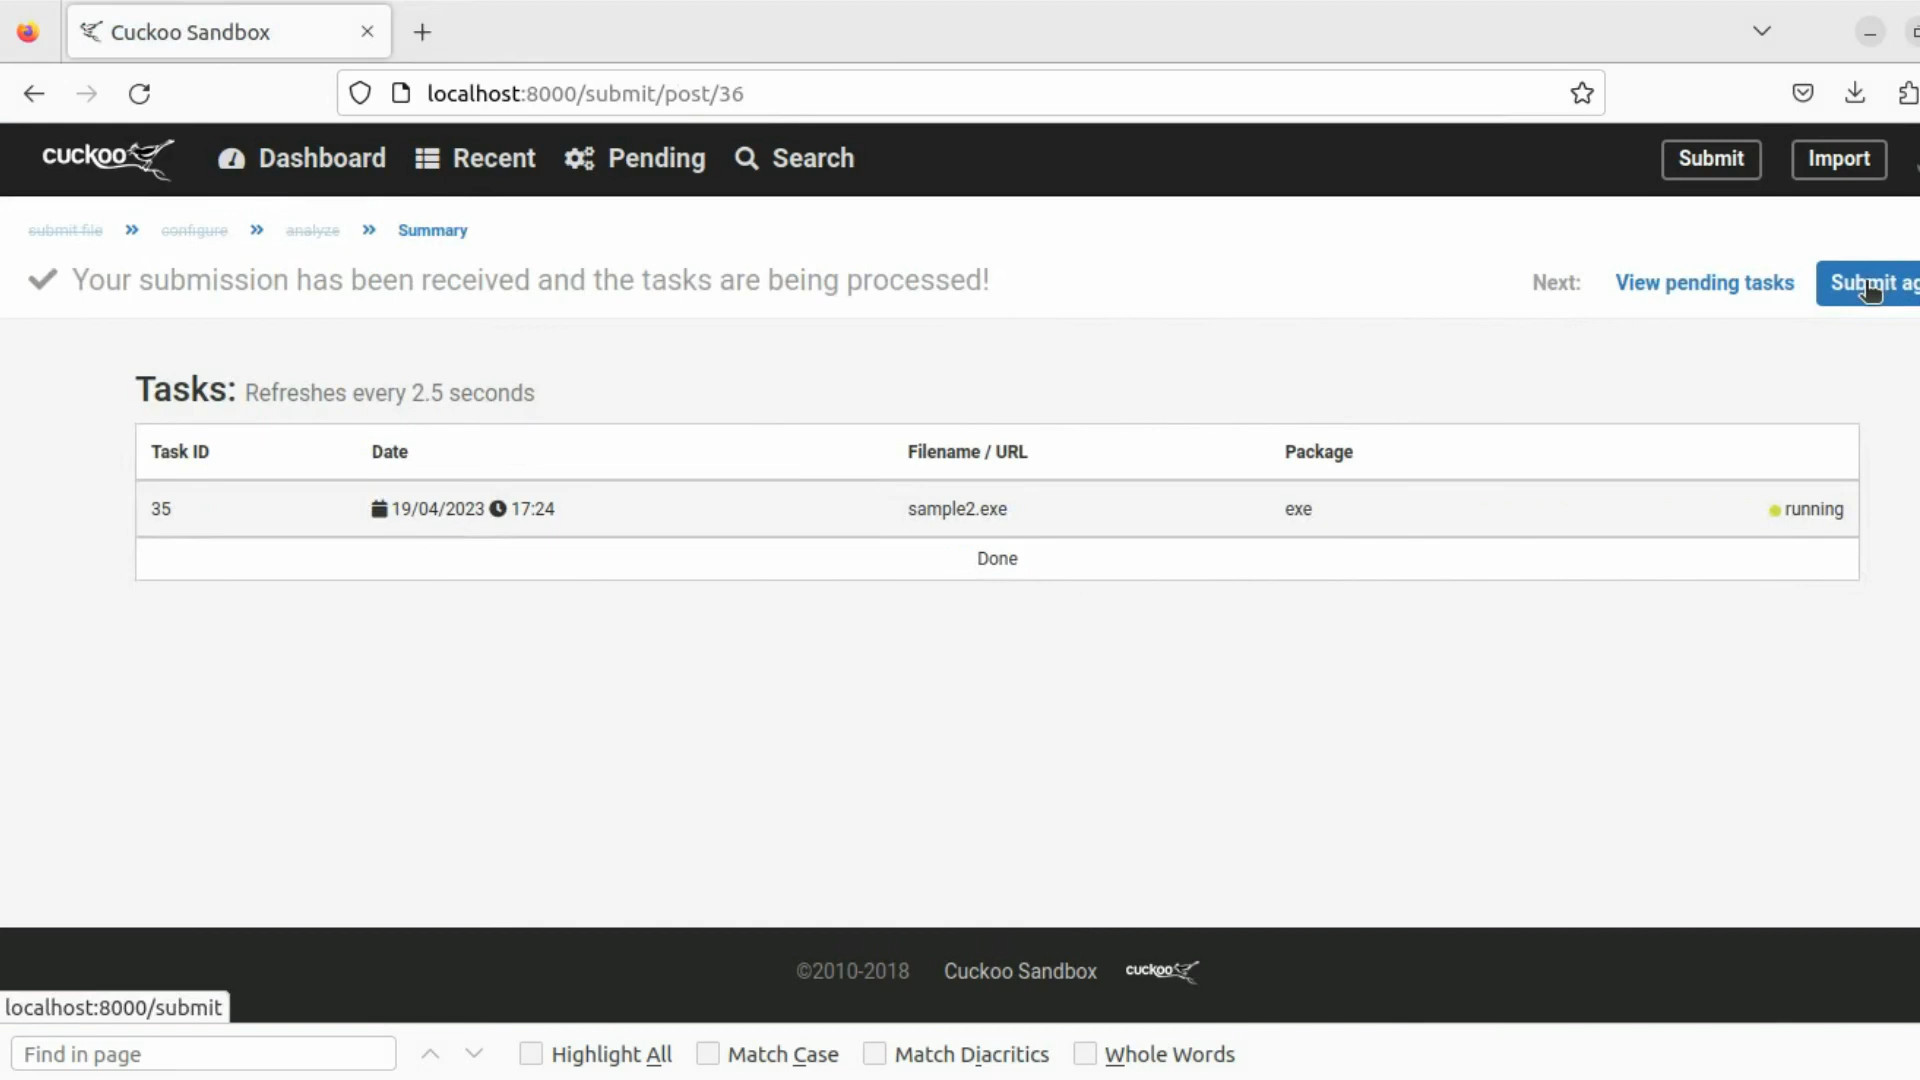 Cuckoo Sandbox
localhost:8000/submit/post/36
cuckoo Dashboard Recent Pending Search Submit Import
submit file » configure » analyze » Summary
Your submission has been received and the tasks are being processed! Next: View pending tasks Submit ag
Tasks: Refreshes every 2.5 seconds
Task ID Date Filename / URL Package
35 19/04/2023 17:24 sample2.exe exe running
Done
©2010-2018 Cuckoo Sandbox cuckoo
localhost:8000/submit
Find in page Highlight All Match Case Match Diacritics Whole Words